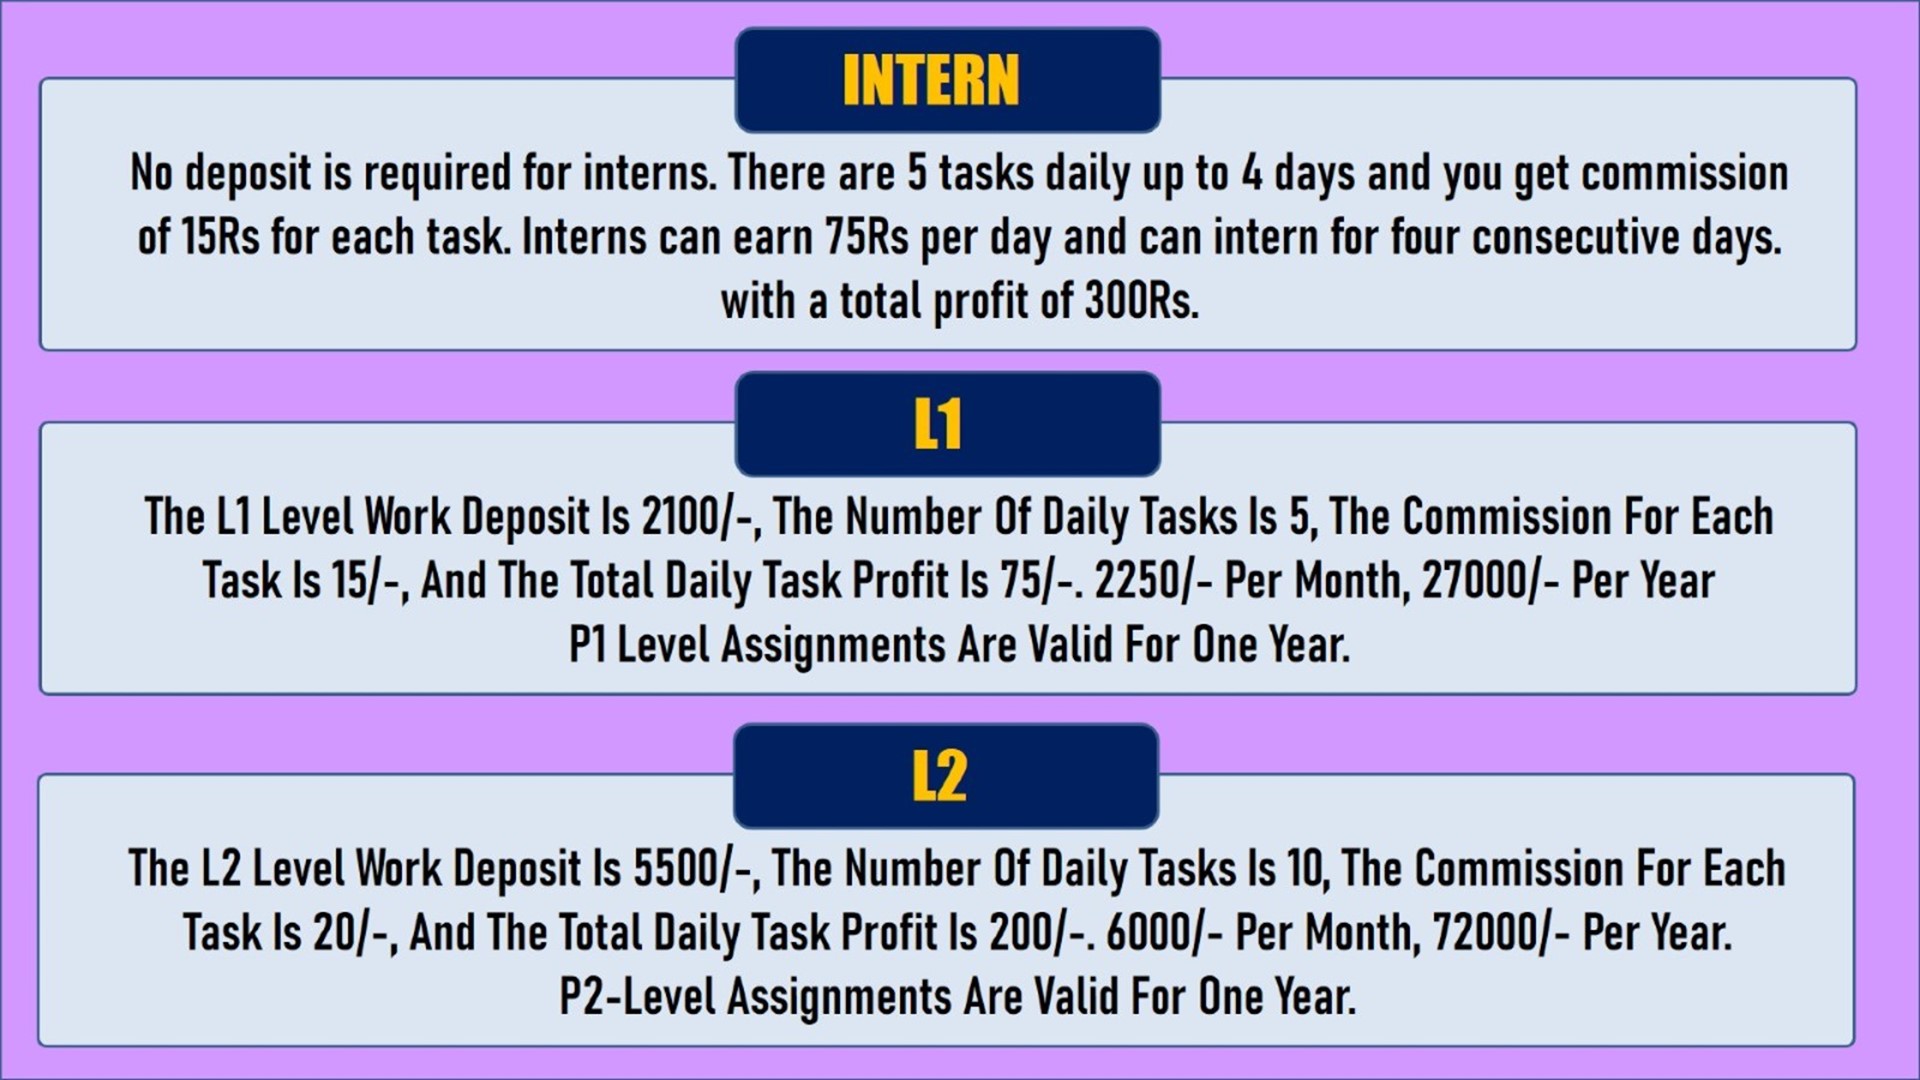 INTERN
No deposit is required for interns. There are 5 tasks daily up to 4 days and you get commission
of 15Rs for each task. Interns can earn 75Rs per day and can intern for four consecutive days.
with a total profit of 300Rs.
L1
The L1 Level Work Deposit Is 2100/-, The Number Of Daily Tasks Is 5, The Commission For Each
Task Is 15/-, And The Total Daily Task Profit Is 75/-. 2250/- Per Month, 27000/- Per Year
P1 Level Assignments Are Valid For One Year.
L2
The L2 Level Work Deposit Is 5500/-, The Number Of Daily Tasks Is 10, The Commission For Each
Task Is 20/-, And The Total Daily Task Profit Is 200/-. 6000/- Per Month, 72000/- Per Year.
P2-Level Assignments Are Valid For One Year.